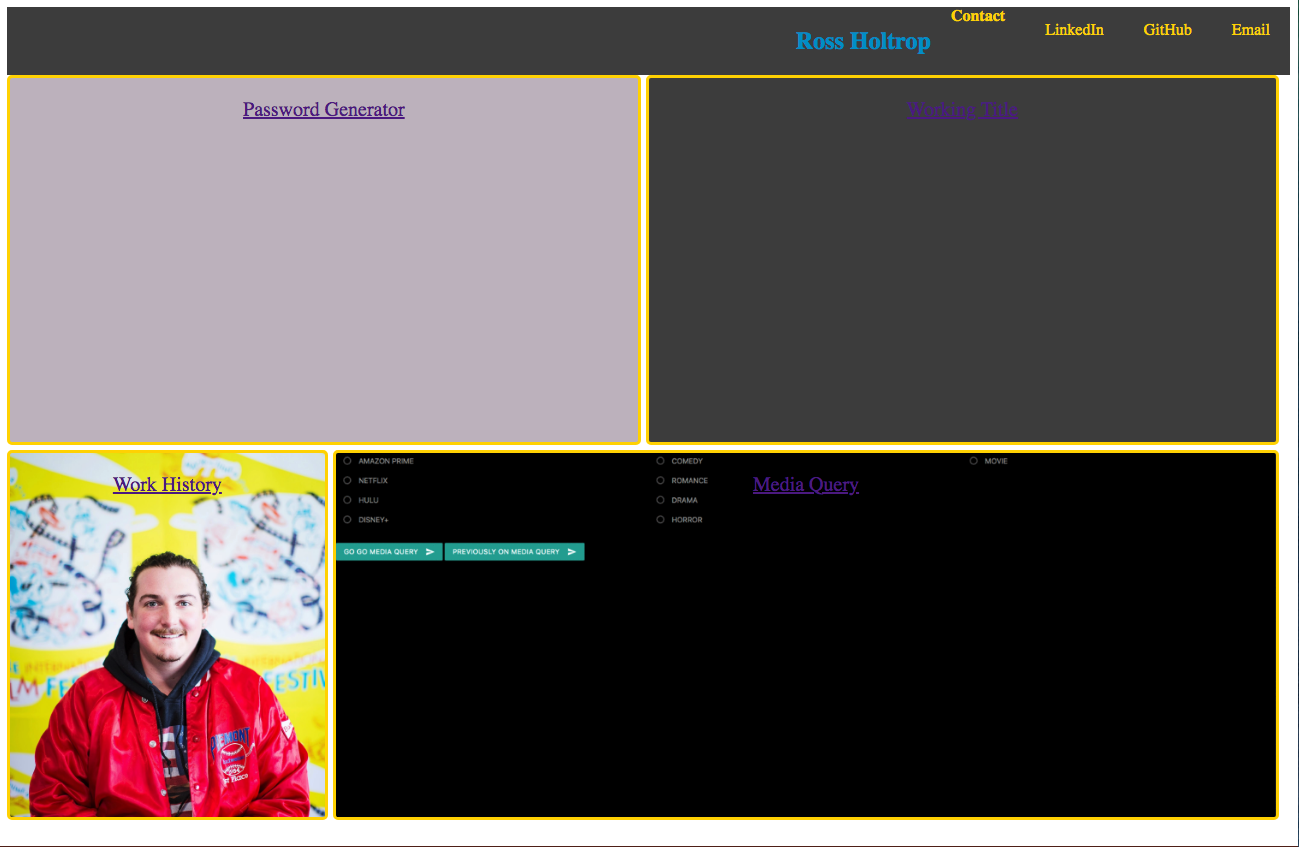 Ross Holtrop
Contact
LinkedIn
GitHub
Email
Password Generator
Working Title
Work History
AMAZON PRIME
NETFLIX
HULU
DISNEY+
COMEDY
ROMANCE
DRAMA
HORROR
MOVIE
Media Query
GO GO MEDIA QUERY
PREVIOUSLY ON MEDIA QUERY